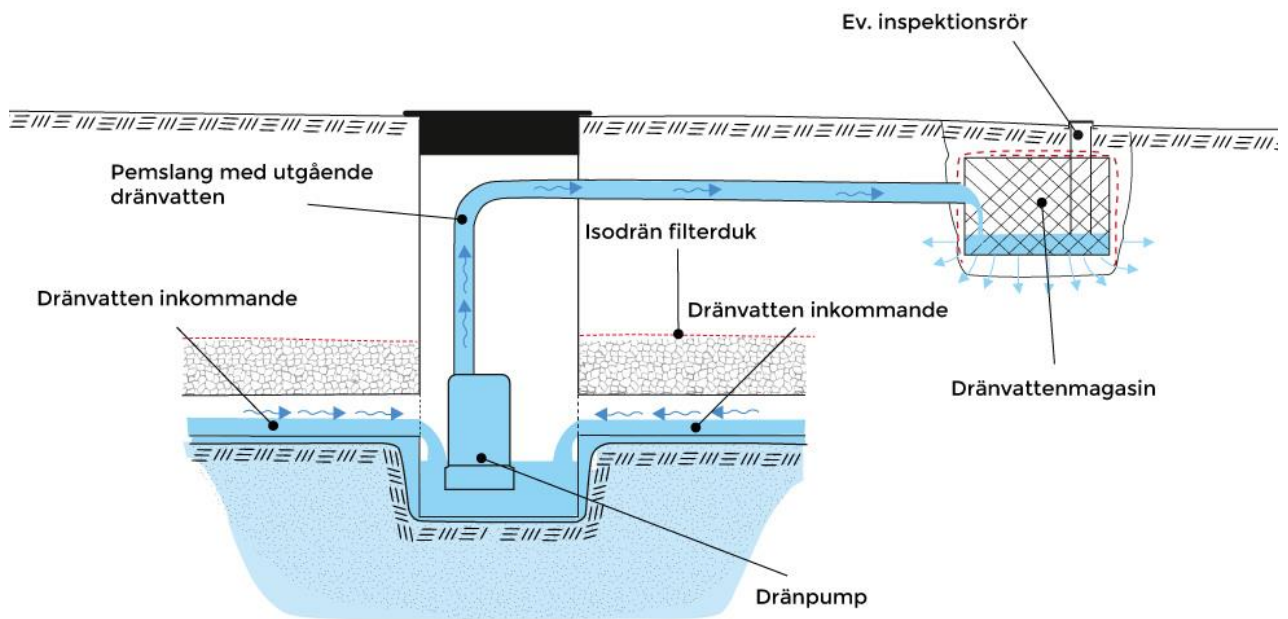 Ev. inspektionsrör
Pemslang med utgående
dränvatten
Isodrän filterduk
Dränvatten inkommande
Dränvatten inkommande
Dränvattenmagasin
Dränpump